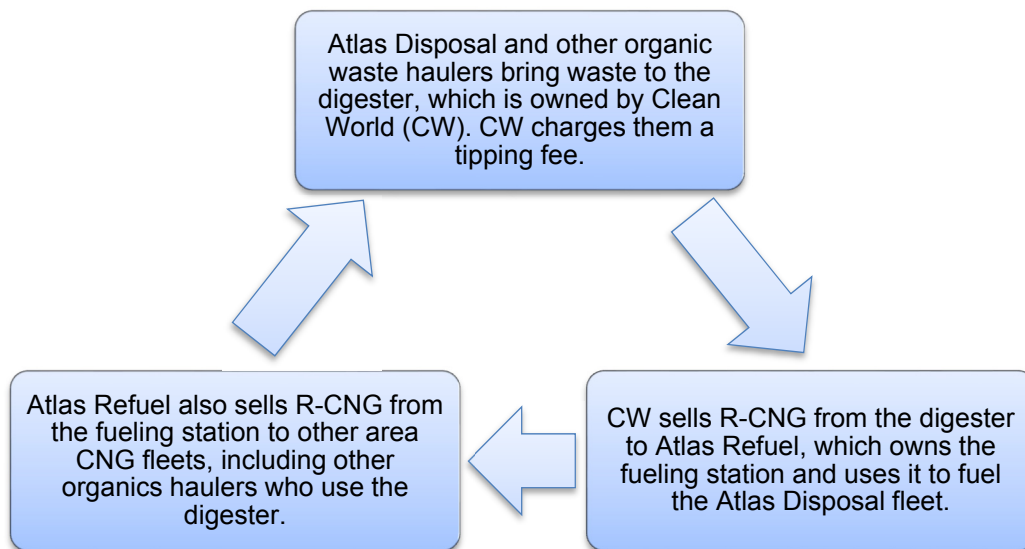 Atlas Disposal and other organic
waste haulers bring waste to the
digester, which is owned by Clean
World (CW). CW charges them a
tipping fee.
CW sells R-CNG from the digester
to Atlas Refuel, which owns the
fueling station and uses it to fuel
the Atlas Disposal fleet.
Atlas Refuel also sells R-CNG from
the fueling station to other area
CNG fleets, including other
organics haulers who use the
digester.